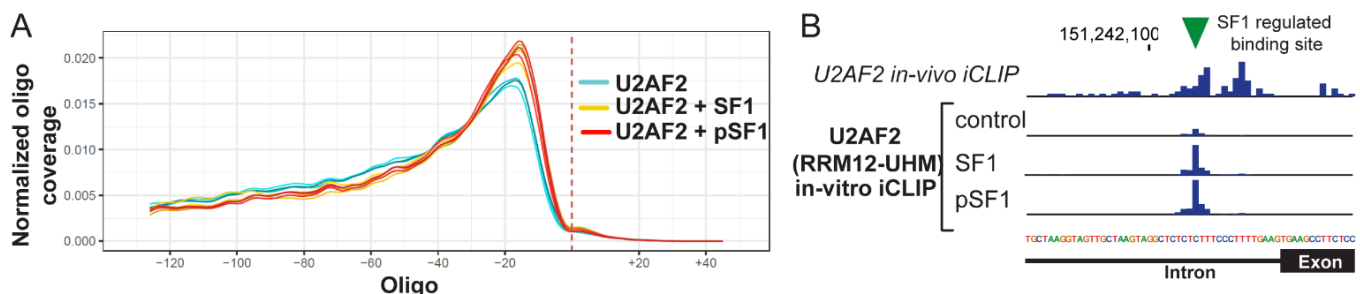 A
Normalized oligo
coverage
0.020
0.015
0.010
0.005
0.000
U2AF2
U2AF2 + SF1
U2AF2 + pSF1
−120
−100
−80
−60
−40
−20
+0
+20
+40
Oligo
B
151,242,100
SF1 regulated
binding site
U2AF2 in-vivo iCLIP
U2AF2
(RRM12-UHM)
in-vitro iCLIP
control
SF1
pSF1
TGCTAAGGTAGTTGCTAAGTAGGCTCTCTCTTTCCCTTTTGAAGTGAAGCCTTCTCC
Intron
Exon